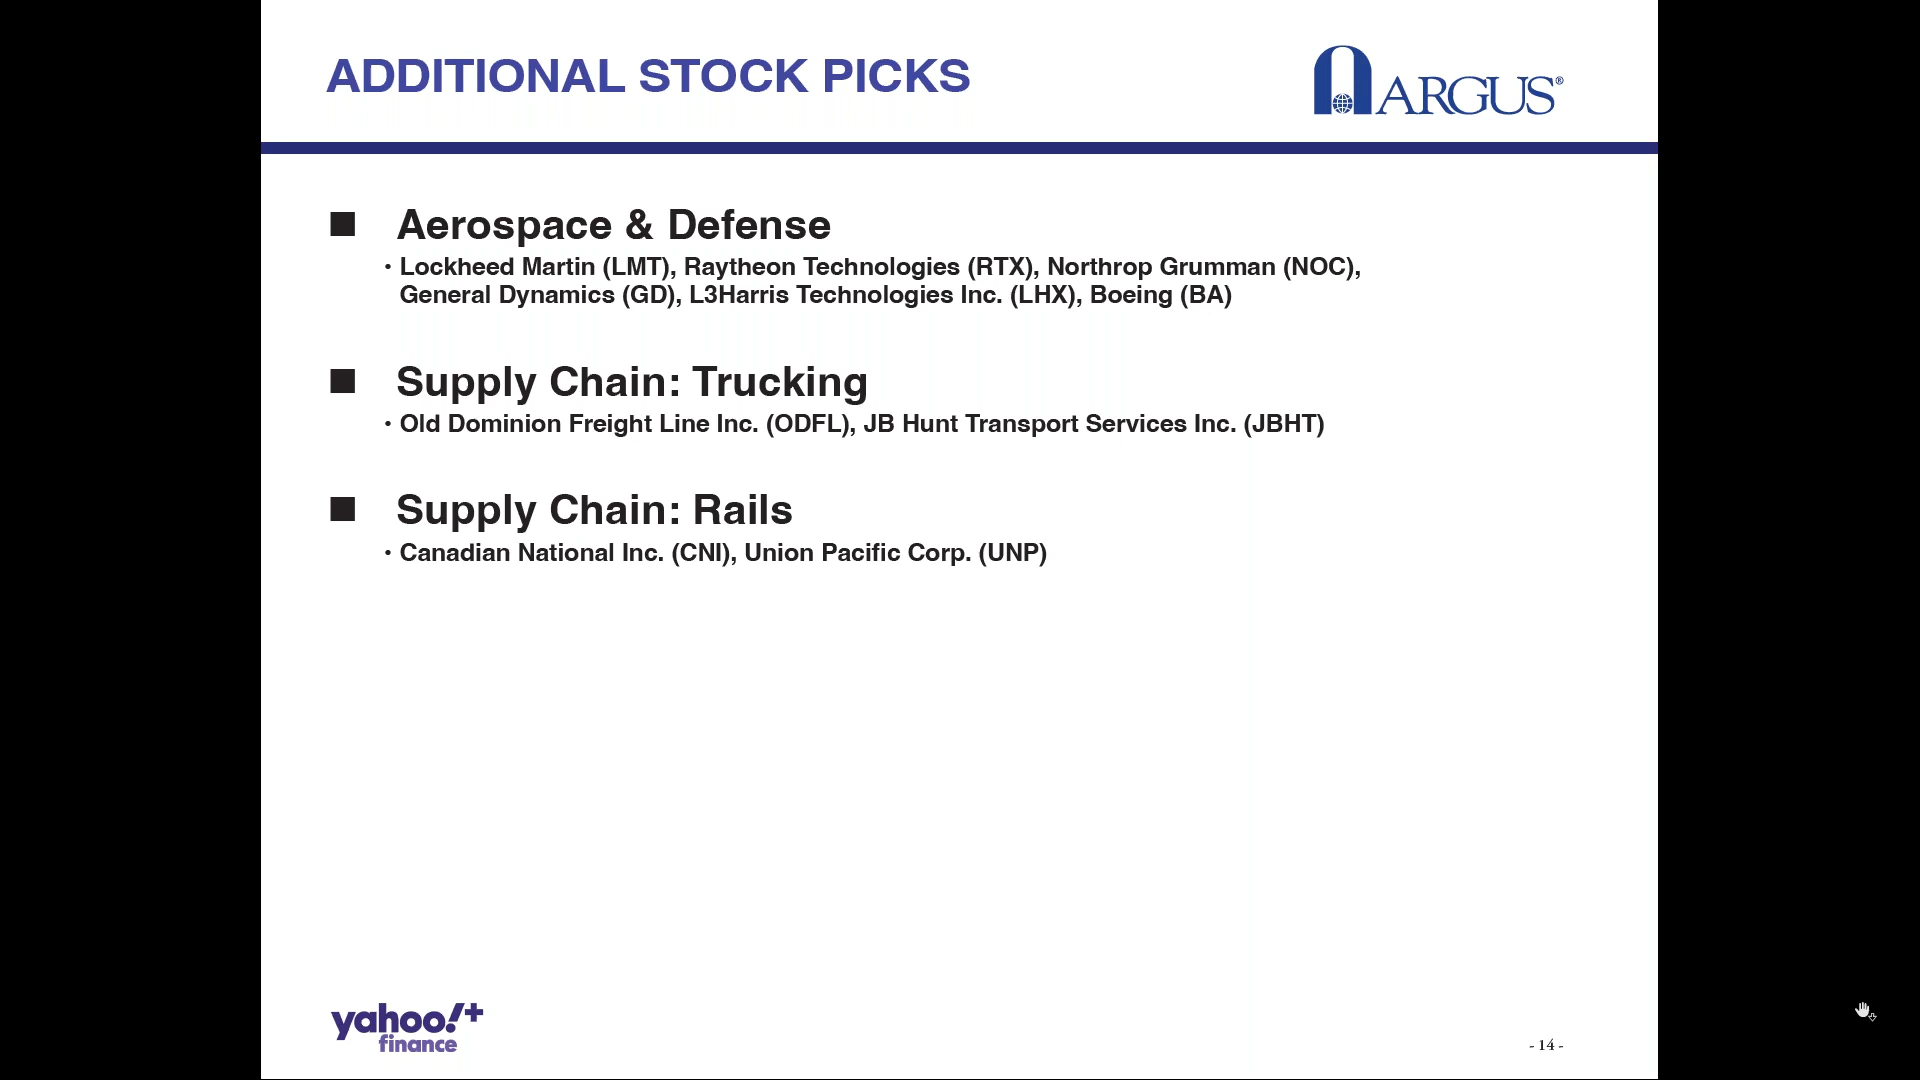 ADDITIONAL STOCK PICKS
ARGUS®
■ Aerospace & Defense
• Lockheed Martin (LMT), Raytheon Technologies (RTX), Northrop Grumman (NOC),
General Dynamics (GD), L3Harris Technologies Inc. (LHX), Boeing (BA)
■ Supply Chain: Trucking
• Old Dominion Freight Line Inc. (ODFL), JB Hunt Transport Services Inc. (JBHT)
■ Supply Chain: Rails
• Canadian National Inc. (CNI), Union Pacific Corp. (UNP)
yahoo!+
finance
- 14 -